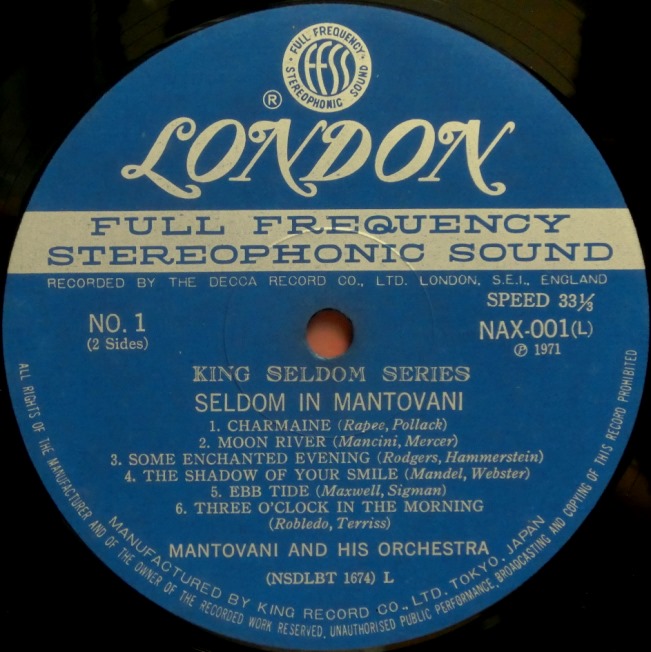 FULL FREQUENCY
FFSS
STEREOPHONIC SOUND
®
LONDON
FULL FREQUENCY
STEREOPHONIC SOUND
RECORDED BY THE DECCA RECORD CO., LTD. LONDON, S.E.I., ENGLAND
SPEED 33⅓
NO. 1
(2 Sides)
NAX-001(L)
℗ 1971
KING SELDOM SERIES
SELDOM IN MANTOVANI
1. CHARMAINE (Rapee, Pollack)
2. MOON RIVER (Mancini, Mercer)
3. SOME ENCHANTED EVENING (Rodgers, Hammerstein)
4. THE SHADOW OF YOUR SMILE (Mandel, Webster)
5. EBB TIDE (Maxwell, Sigman)
6. THREE O'CLOCK IN THE MORNING
(Robledo, Terriss)
MANTOVANI AND HIS ORCHESTRA
(NSDLBT 1674) L
MANUFACTURED BY KING RECORD CO., LTD. TOKYO, JAPAN
ALL RIGHTS OF THE MANUFACTURER AND OF THE OWNER OF THE RECORDED WORK RESERVED, UNAUTHORISED PUBLIC PERFORMANCE, BROADCASTING AND COPYING OF THIS RECORD PROHIBITED